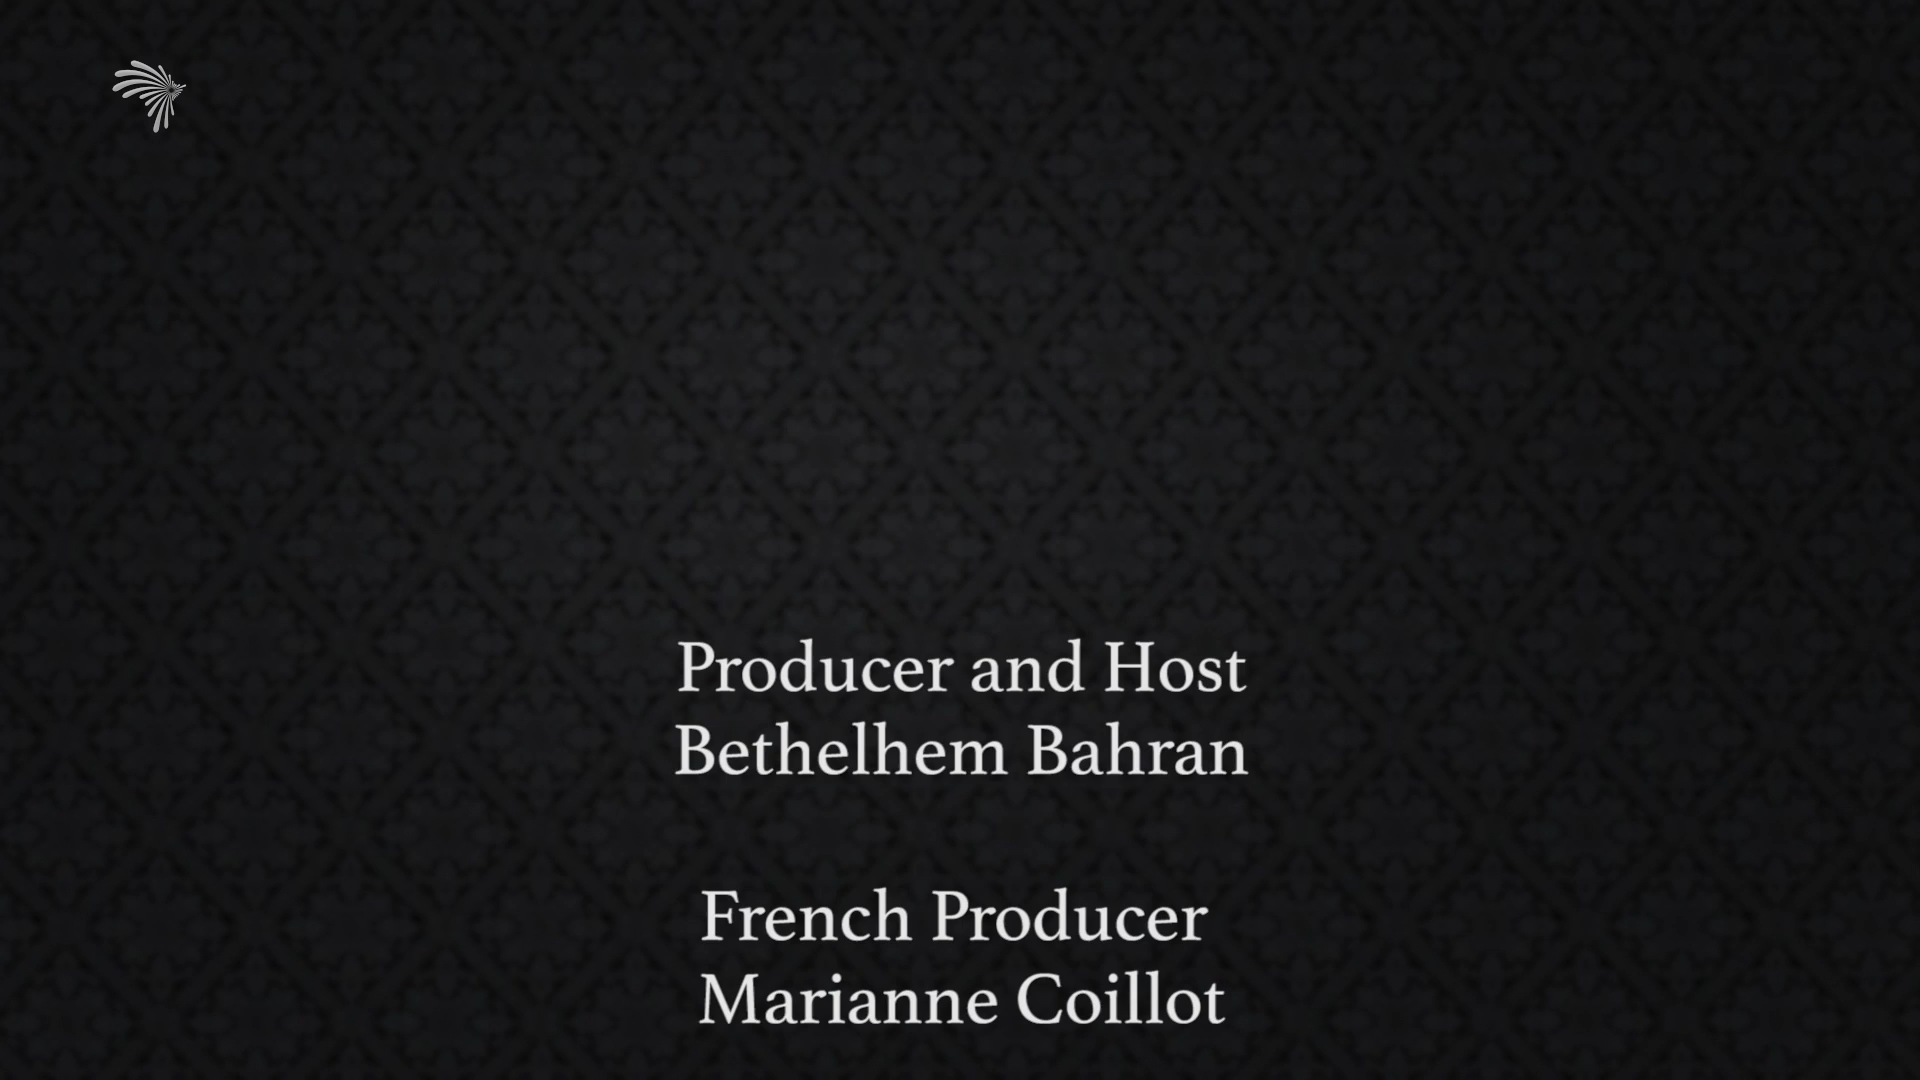 Producer and Host
Bethelhem Bahran
French Producer
Marianne Coillot